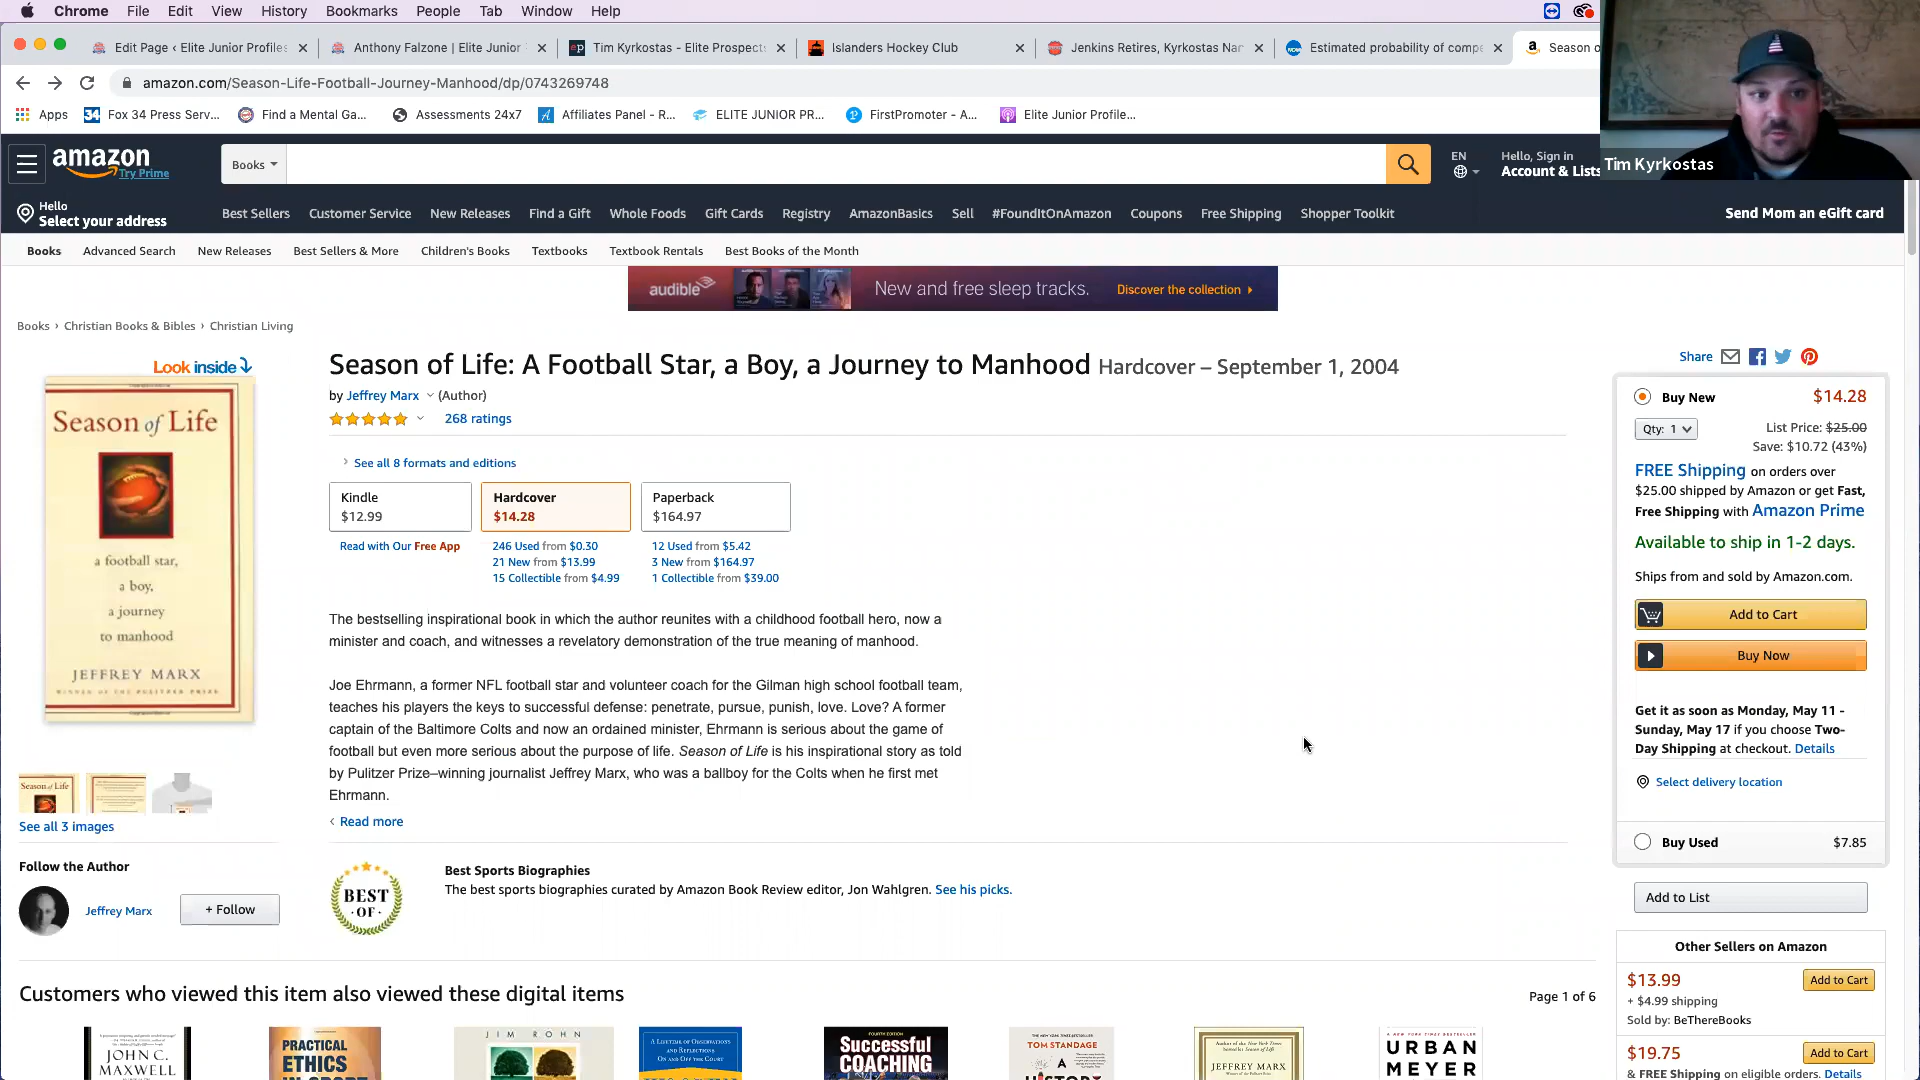 Chrome File Edit View History Bookmarks People Tab Window Help
Edit Page ‹ Elite Junior Profiles
Anthony Falzone | Elite Junior
Tim Kyrkostas - Elite Prospect
Islanders Hockey Club
Jenkins Retires, Kyrkostas Nar
Estimated probability of compe
Season o
amazon.com/Season-Life-Football-Journey-Manhood/dp/0743269748
Apps
34 Fox 34 Press Serv...
Find a Mental Ga...
Assessments 24x7
Affiliates Panel - R...
ELITE JUNIOR PR...
FirstPromoter - A...
Elite Junior Profile...
Tim Kyrkostas
amazon
Try Prime
Books
EN
Hello, Sign in
Account & Lists
Hello
Select your address
Best Sellers Customer Service New Releases Find a Gift Whole Foods Gift Cards Registry AmazonBasics Sell #FoundItOnAmazon Coupons Free Shipping Shopper Toolkit
Send Mom an eGift card
Books Advanced Search New Releases Best Sellers & More Children's Books Textbooks Textbook Rentals Best Books of the Month
audible New and free sleep tracks. Discover the collection
Books › Christian Books & Bibles › Christian Living
Look inside
Season of Life
a football star,
a boy,
a journey
to manhood
JEFFREY MARX
WINNER OF THE PULITZER PRIZE
See all 3 images
Follow the Author
Jeffrey Marx
+ Follow
Season of Life: A Football Star, a Boy, a Journey to Manhood Hardcover – September 1, 2004
by Jeffrey Marx (Author)
268 ratings
See all 8 formats and editions
Kindle
$12.99
Read with Our Free App
Hardcover
$14.28
246 Used from $0.30
21 New from $13.99
15 Collectible from $4.99
Paperback
$164.97
12 Used from $5.42
3 New from $164.97
1 Collectible from $39.00
The bestselling inspirational book in which the author reunites with a childhood football hero, now a
minister and coach, and witnesses a revelatory demonstration of the true meaning of manhood.
Joe Ehrmann, a former NFL football star and volunteer coach for the Gilman high school football team,
teaches his players the keys to successful defense: penetrate, pursue, punish, love. Love? A former
captain of the Baltimore Colts and now an ordained minister, Ehrmann is serious about the game of
football but even more serious about the purpose of life. Season of Life is his inspirational story as told
by Pulitzer Prize–winning journalist Jeffrey Marx, who was a ballboy for the Colts when he first met
Ehrmann.
Read more
BEST
·OF·
Best Sports Biographies
The best sports biographies curated by Amazon Book Review editor, Jon Wahlgren. See his picks.
Share
Buy New $14.28
Qty: 1
List Price: $25.00
Save: $10.72 (43%)
FREE Shipping on orders over
$25.00 shipped by Amazon or get Fast,
Free Shipping with Amazon Prime
Available to ship in 1-2 days.
Ships from and sold by Amazon.com.
Add to Cart
Buy Now
Get it as soon as Monday, May 11 -
Sunday, May 17 if you choose Two-
Day Shipping at checkout. Details
Select delivery location
Buy Used $7.85
Add to List
Other Sellers on Amazon
$13.99 Add to Cart
+ $4.99 shipping
Sold by: BeThereBooks
$19.75 Add to Cart
& FREE Shipping on eligible orders. Details
Customers who viewed this item also viewed these digital items
Page 1 of 6
JOHN C.
MAXWELL
PRACTICAL
ETHICS
IN SPORT
JIM ROHN
A LIFETIME OF OBSERVATIONS
AND REFLECTIONS
ON AND OFF THE COURT
FOURTH EDITION
Successful
COACHING
TOM STANDAGE
A
HISTORY
JEFFREY MARX
URBAN
MEYER